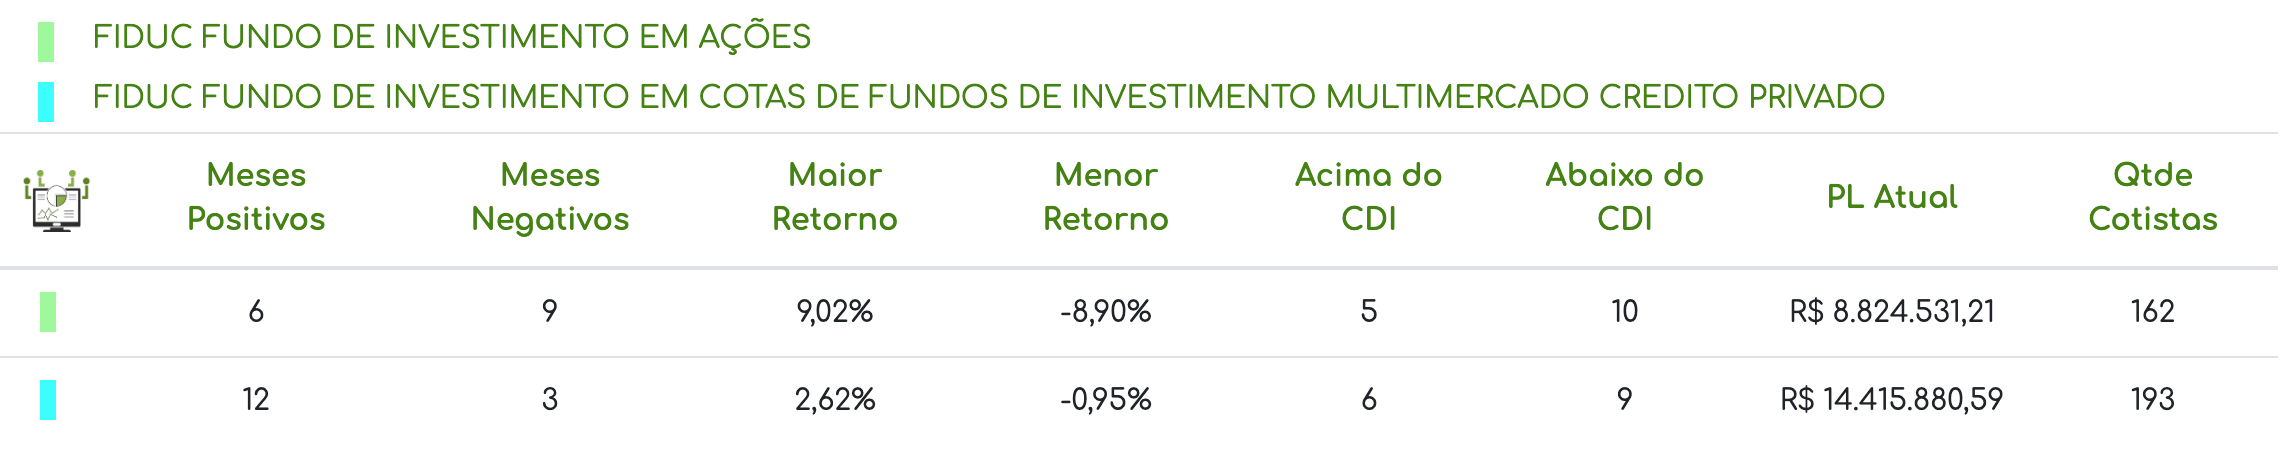 FIDUC FUNDO DE INVESTIMENTO EM AÇÕES
FIDUC FUNDO DE INVESTIMENTO EM COTAS DE FUNDOS DE INVESTIMENTO MULTIMERCADO CREDITO PRIVADO
Meses Positivos Meses Negativos Maior Retorno Menor Retorno Acima do CDI Abaixo do CDI PL Atual Qtde Cotistas
6 9 9,02% -8,90% 5 10 R$ 8.824.531,21 162
12 3 2,62% -0,95% 6 9 R$ 14.415.880,59 193